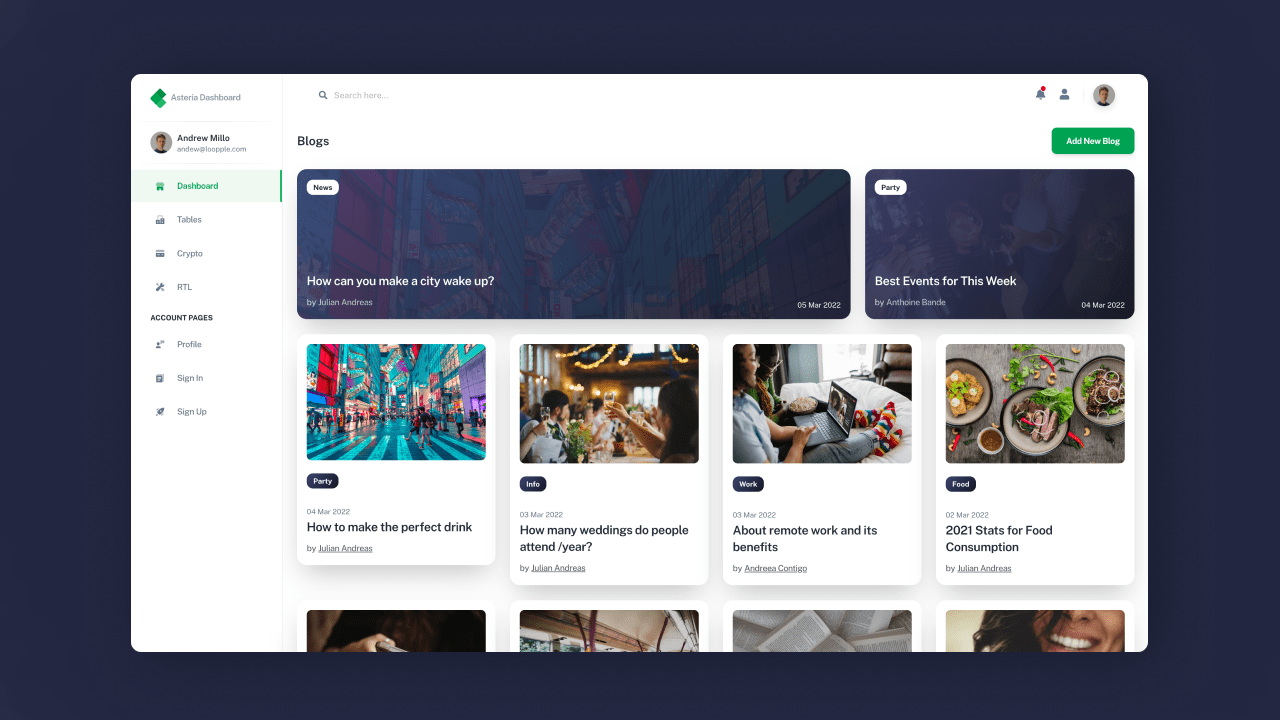 Asteria Dashboard
Search here...
Andrew Millo
andew@loopple.com
Dashboard
Tables
Crypto
RTL
ACCOUNT PAGES
Profile
Sign In
Sign Up
Blogs
Add New Blog
News
How can you make a city wake up?
by Julian Andreas
05 Mar 2022
Party
Best Events for This Week
by Anthoine Bande
04 Mar 2022
Party
04 Mar 2022
How to make the perfect drink
by Julian Andreas
Info
03 Mar 2022
How many weddings do people
attend /year?
by Julian Andreas
Work
03 Mar 2022
About remote work and its
benefits
by Andreea Contigo
Food
02 Mar 2022
2021 Stats for Food
Consumption
by Julian Andreas